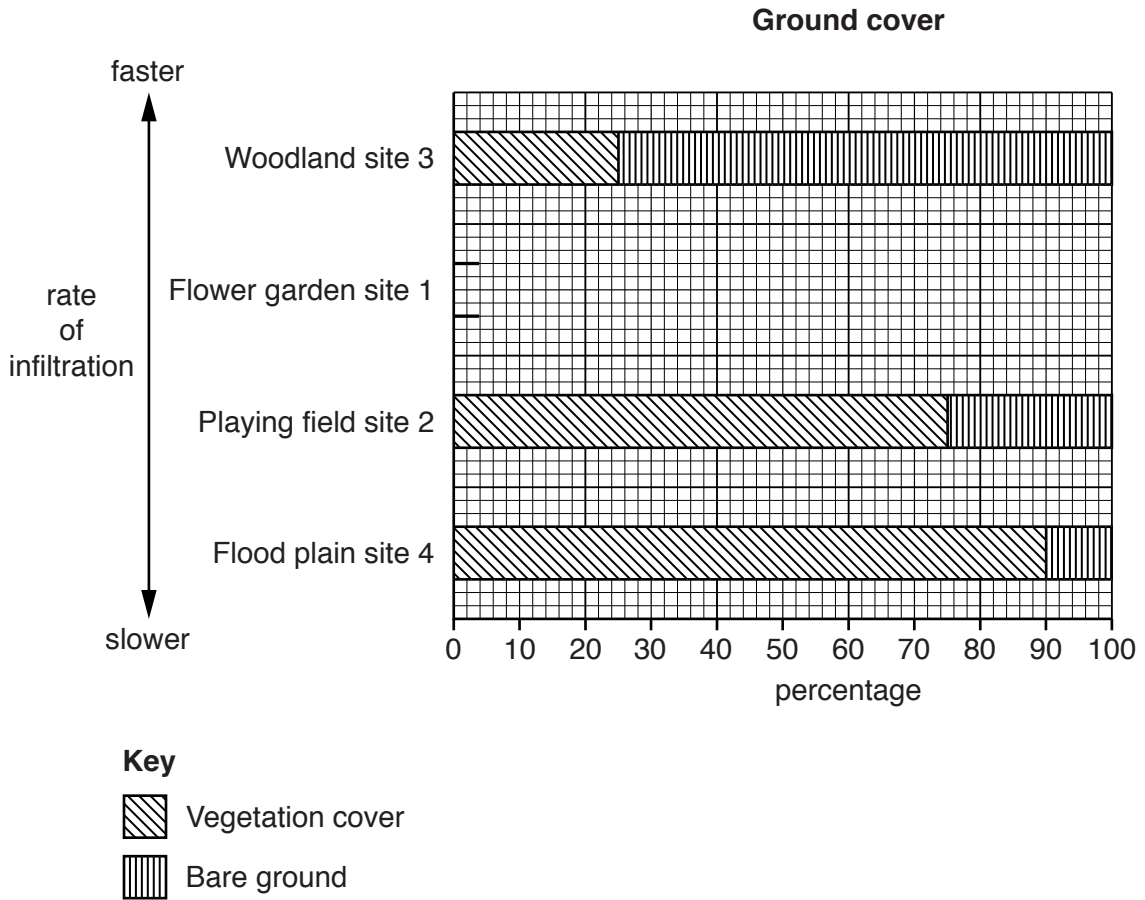 Ground cover
faster
Woodland site 3
Flower garden site 1
rate
of
infiltration
Playing field site 2
Flood plain site 4
slower
0 10 20 30 40 50 60 70 80 90 100
percentage
Key
Vegetation cover
Bare ground